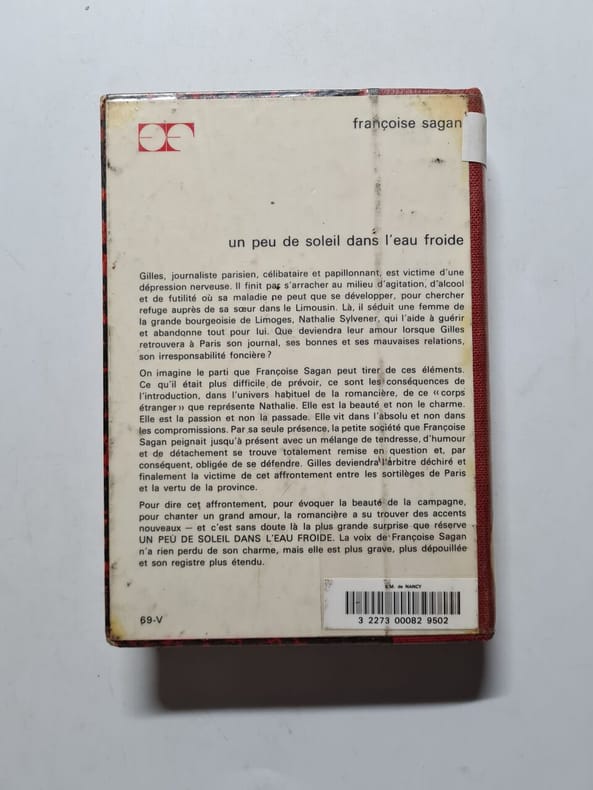 françoise sagan
un peu de soleil dans l'eau froide
Gilles, journaliste parisien, célibataire et papillonnant, est victime d'une
dépression nerveuse. Il finit par s'arracher au milieu d'agitation, d'alcool
et de futilité où sa maladie ne peut que se développer, pour chercher
refuge auprès de sa sœur dans le Limousin. Là, il séduit une femme de
la grande bourgeoisie de Limoges, Nathalie Sylvener, qui l'aide à guérir
et abandonne tout pour lui. Que deviendra leur amour lorsque Gilles
retrouvera à Paris son journal, ses bonnes et ses mauvaises relations,
son irresponsabilité foncière ?
On imagine le parti que Françoise Sagan peut tirer de ces éléments.
Ce qu'il était plus difficile de prévoir, ce sont les conséquences de
l'introduction, dans l'univers habituel de la romancière, de ce « corps
étranger » que représente Nathalie. Elle est la beauté et non le charme.
Elle est la passion et non la passade. Elle vit dans l'absolu et non dans
les compromissions. Par sa seule présence, la petite société que Françoise
Sagan peignait jusqu'à présent avec un mélange de tendresse, d'humour
et de détachement se trouve totalement remise en question et, par
conséquent, obligée de se défendre. Gilles deviendra l'arbitre déchiré et
finalement la victime de cet affrontement entre les sortilèges de Paris
et la vertu de la province.
Pour dire cet affrontement, pour évoquer la beauté de la campagne,
pour chanter un grand amour, la romancière a su trouver des accents
nouveaux — et c'est sans doute là la plus grande surprise que réserve
UN PEU DE SOLEIL DANS L'EAU FROIDE. La voix de Françoise Sagan
n'a rien perdu de son charme, mais elle est plus grave, plus dépouillée
et son registre plus étendu.
B.M. de NANCY
3 2273 00082 9502
69-V